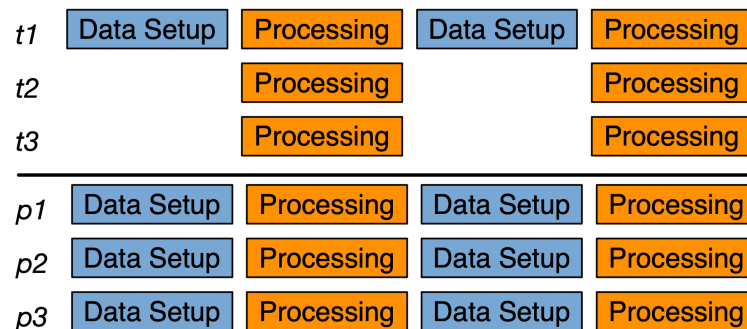 t1 Data Setup Processing Data Setup Processing
t2 Processing Processing
t3 Processing Processing
p1 Data Setup Processing Data Setup Processing
p2 Data Setup Processing Data Setup Processing
p3 Data Setup Processing Data Setup Processing